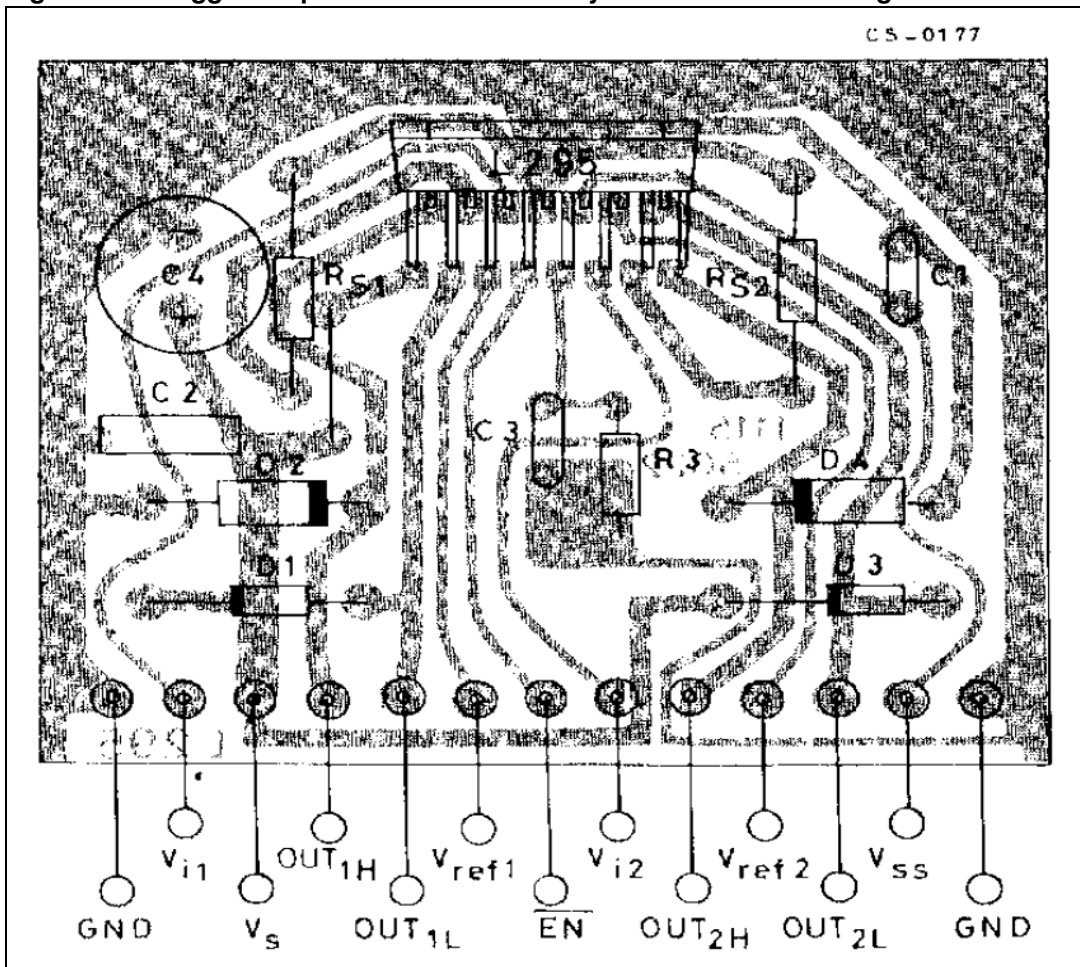 CS-0177
L295
C4
RS1
RS2
C1
C2
C3
R3
D2
D4
D1
D3
Vi1
OUT1H
Vref1
Vi2
Vref2
Vss
GND
Vs
OUT1L
EN
OUT2H
OUT2L
GND